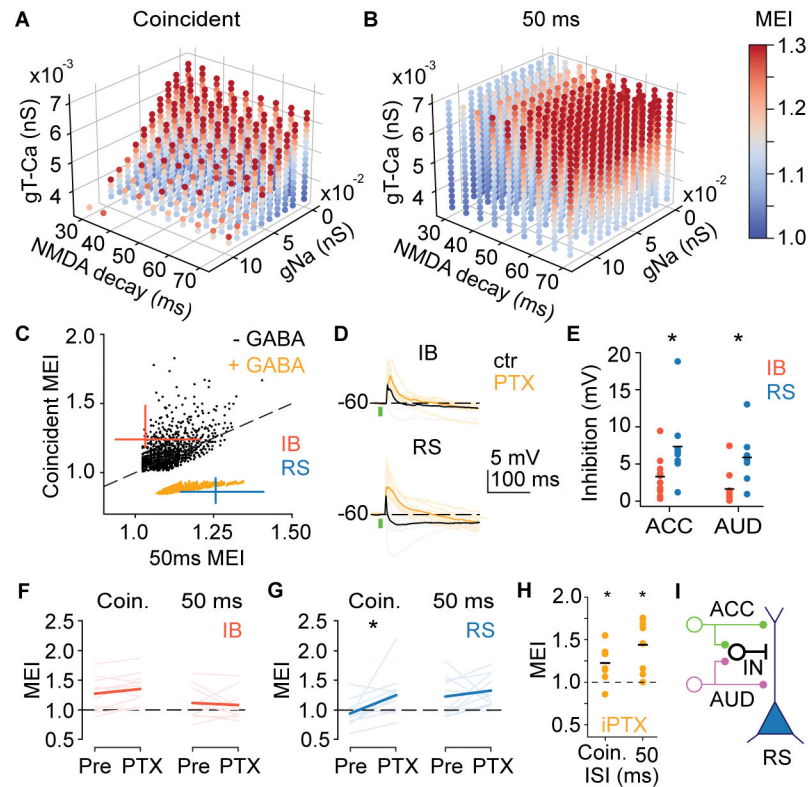 A Coincident
x10⁻³
7
6
5
4
gT-Ca (nS)
30
40
50
60
70
NMDA decay (ms)
x10⁻²
0
5
10
gNa (nS)
B 50 ms
x10⁻³
7
6
5
4
gT-Ca (nS)
30
40
50
60
70
NMDA decay (ms)
x10⁻²
0
5
10
gNa (nS)
MEI
1.3
1.2
1.1
1.0
C
2.0
1.5
1.0
Coincident MEI
- GABA
+ GABA
IB
RS
1.0 1.25 1.50
50ms MEI
D
IB
ctr
PTX
-60
RS
5 mV
100 ms
-60
E
* *
20
15
10
5
0
Inhibition (mV)
IB
RS
ACC AUD
F
Coin. 50 ms
IB
2.5
2.0
1.5
1.0
0.5
MEI
Pre PTX Pre PTX
G
Coin. 50 ms
*
RS
2.5
2.0
1.5
1.0
0.5
MEI
Pre PTX Pre PTX
H
* *
2.0
1.5
1.0
0.5
MEI
iPTX
Coin. 50
ISI (ms)
I
ACC
IN
AUD
RS